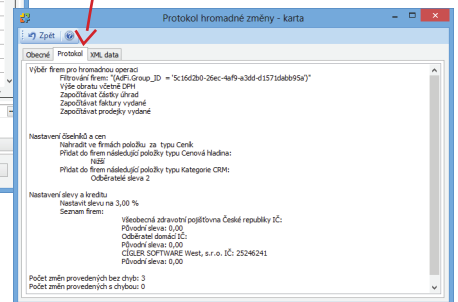 Protokol hromadné změny - karta
Zpět
Obecné Protokol XML data
Výběr firem pro hromadnou operaci
Filtrování firem: "(AdFi.Group_ID = '5c16d2b0-26ec-4af9-a3dd-d1571dabb95a')"
Výše obratu včetně DPH
Započítávat částky úhrad
Započítávat faktury vydané
Započítávat prodejky vydané
Nastavení číselníků a cen
Nahradit ve firmách položku za typu Ceník
Přidat do firem následující položky typu Cenová hladina:
Nižší
Přidat do firem následující položky typu Kategorie CRM:
Odběratelé sleva 2
Nastavení slevy a kreditu
Nastavit slevu na 3,00 %
Seznam firem:
Všeobecná zdravotní pojišťovna České republiky IČ:
Původní sleva: 0,00
Odběratel domácí IČ:
Původní sleva: 0,00
CÍGLER SOFTWARE West, s.r.o. IČ: 25246241
Původní sleva: 0,00
Počet změn provedených bez chyb: 3
Počet změn provedených s chybou: 0